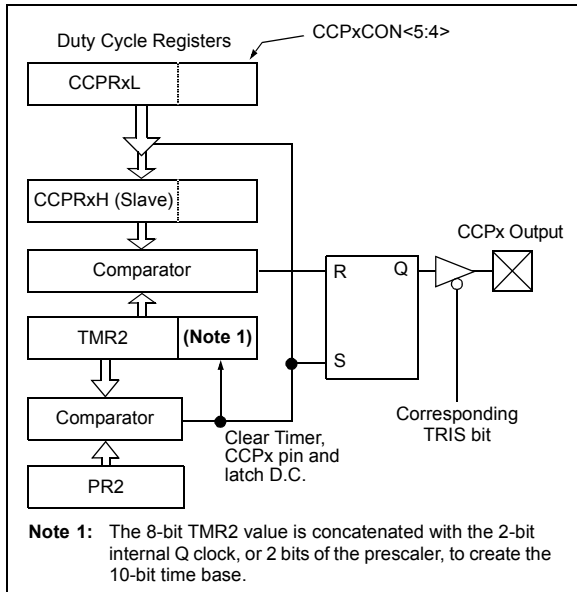 Duty Cycle Registers
CCPxCON<5:4>
CCPRxL
CCPRxH (Slave)
CCPx Output
Comparator
R
Q
TMR2
(Note 1)
S
Comparator
Clear Timer,
CCPx pin and
latch D.C.
Corresponding
TRIS bit
PR2
Note 1: The 8-bit TMR2 value is concatenated with the 2-bit
internal Q clock, or 2 bits of the prescaler, to create the
10-bit time base.